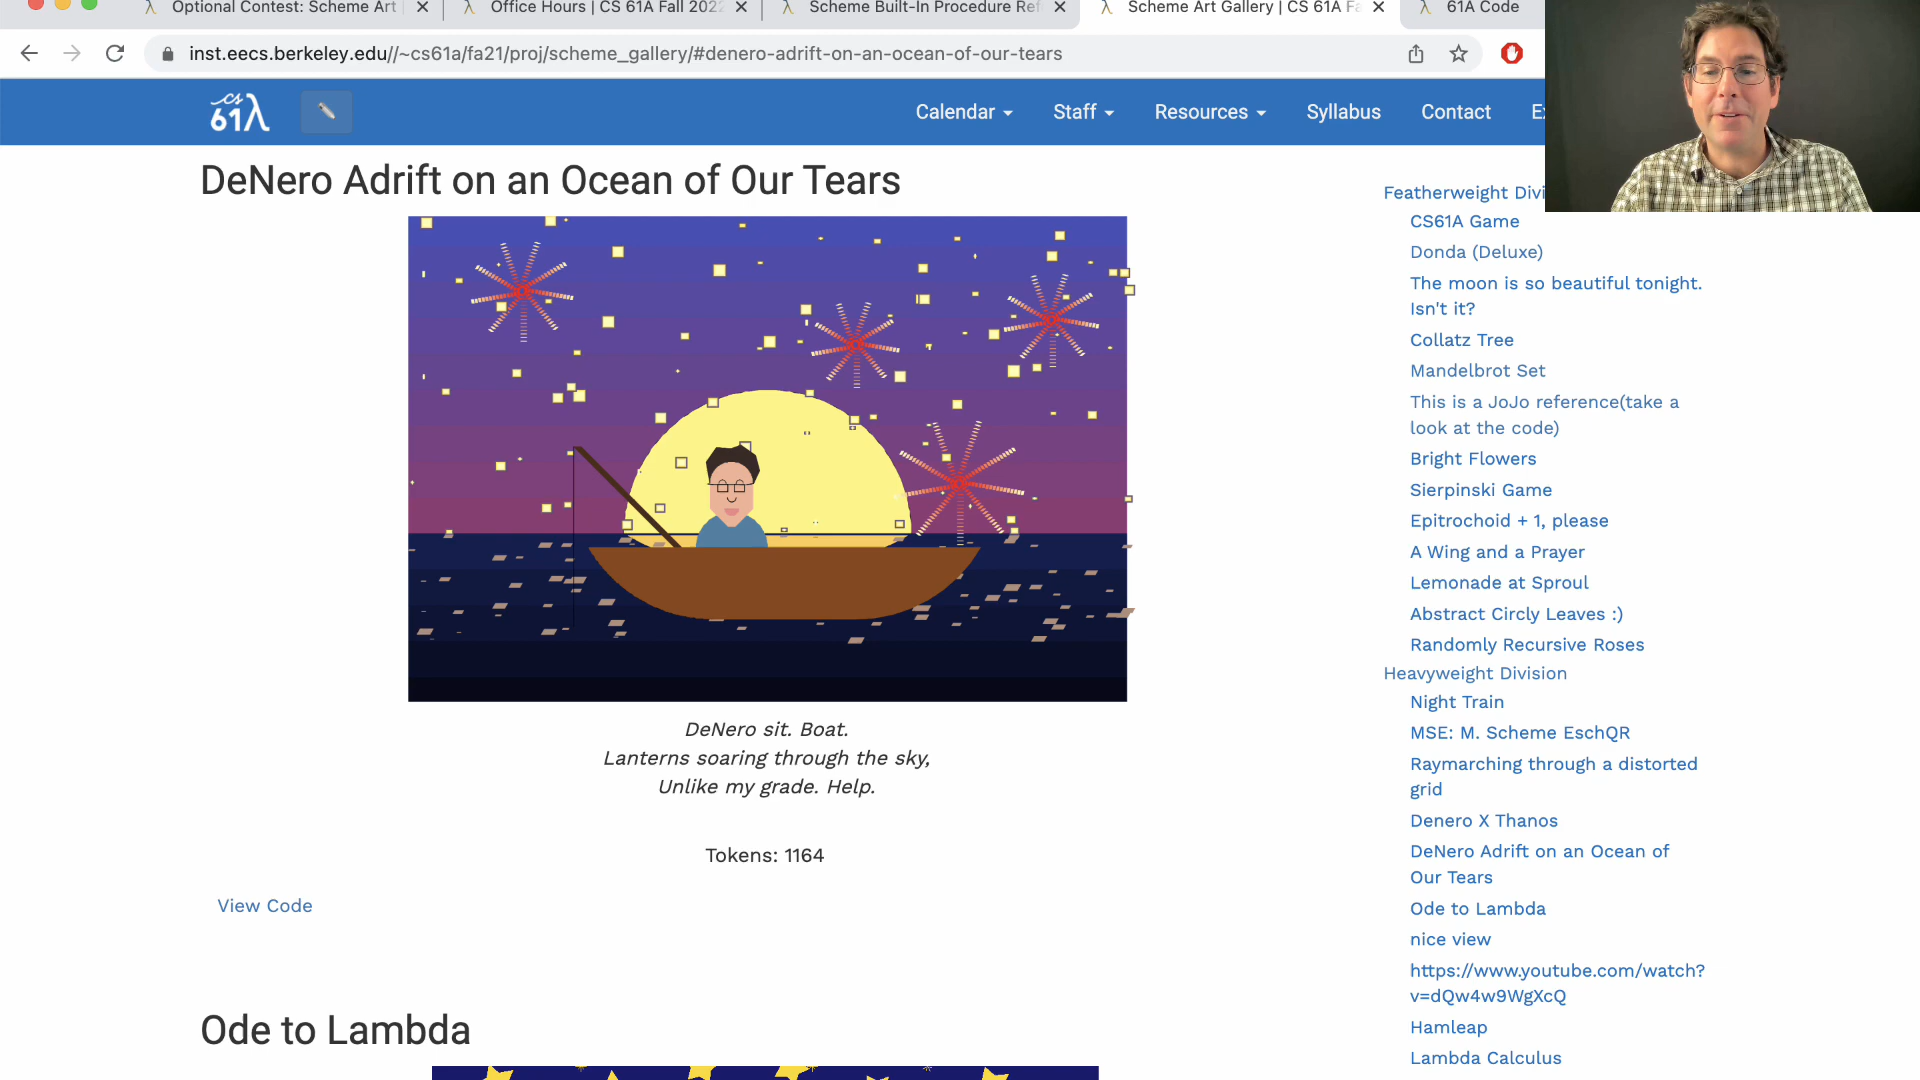 Optional Contest: Scheme Art
Office Hours | CS 61A Fall 2022
Scheme Built-In Procedure Ref
Scheme Art Gallery | CS 61A Fa
61A Code
inst.eecs.berkeley.edu//~cs61a/fa21/proj/scheme_gallery/#denero-adrift-on-an-ocean-of-our-tears
cs
61λ
Calendar
Staff
Resources
Syllabus
Contact
DeNero Adrift on an Ocean of Our Tears
DeNero sit. Boat.
Lanterns soaring through the sky,
Unlike my grade. Help.
Tokens: 1164
View Code
Ode to Lambda
Featherweight Divi
CS61A Game
Donda (Deluxe)
The moon is so beautiful tonight.
Isn't it?
Collatz Tree
Mandelbrot Set
This is a JoJo reference(take a
look at the code)
Bright Flowers
Sierpinski Game
Epitrochoid + 1, please
A Wing and a Prayer
Lemonade at Sproul
Abstract Circly Leaves :)
Randomly Recursive Roses
Heavyweight Division
Night Train
MSE: M. Scheme EschQR
Raymarching through a distorted
grid
Denero X Thanos
DeNero Adrift on an Ocean of
Our Tears
Ode to Lambda
nice view
https://www.youtube.com/watch?
v=dQw4w9WgXcQ
Hamleap
Lambda Calculus